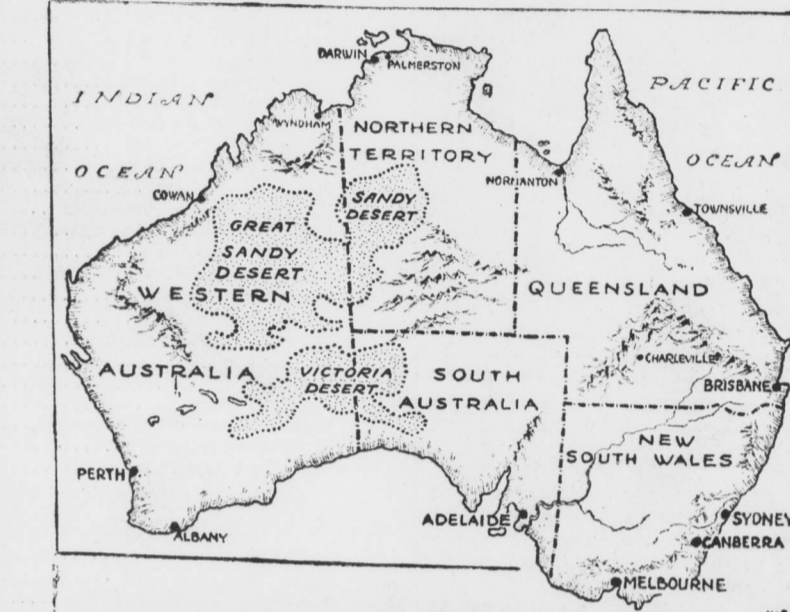 DARWIN
PALMERSTON
INDIAN
PACIFIC
WYNDHAM
NORTHERN
TERRITORY
OCEAN
OCEAN
COWAN
NORMANTON
SANDY
DESERT
TOWNSVILLE
GREAT
SANDY
DESERT
WESTERN
QUEENSLAND
CHARLEVILLE
AUSTRALIA
VICTORIA
DESERT
SOUTH
AUSTRALIA
BRISBANE
NEW
SOUTH WALES
PERTH
ADELAIDE
SYDNEY
ALBANY
CANBERRA
MELBOURNE